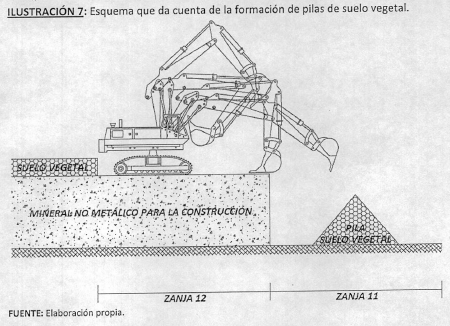 ILUSTRACIÓN 7: Esquema que da cuenta de la formación de pilas de suelo vegetal.
SUELO VEGETAL
MINERAL NO METÁLICO PARA LA CONSTRUCCIÓN
PILA
SUELO VEGETAL
ZANJA 12
ZANJA 11
FUENTE: Elaboración propia.